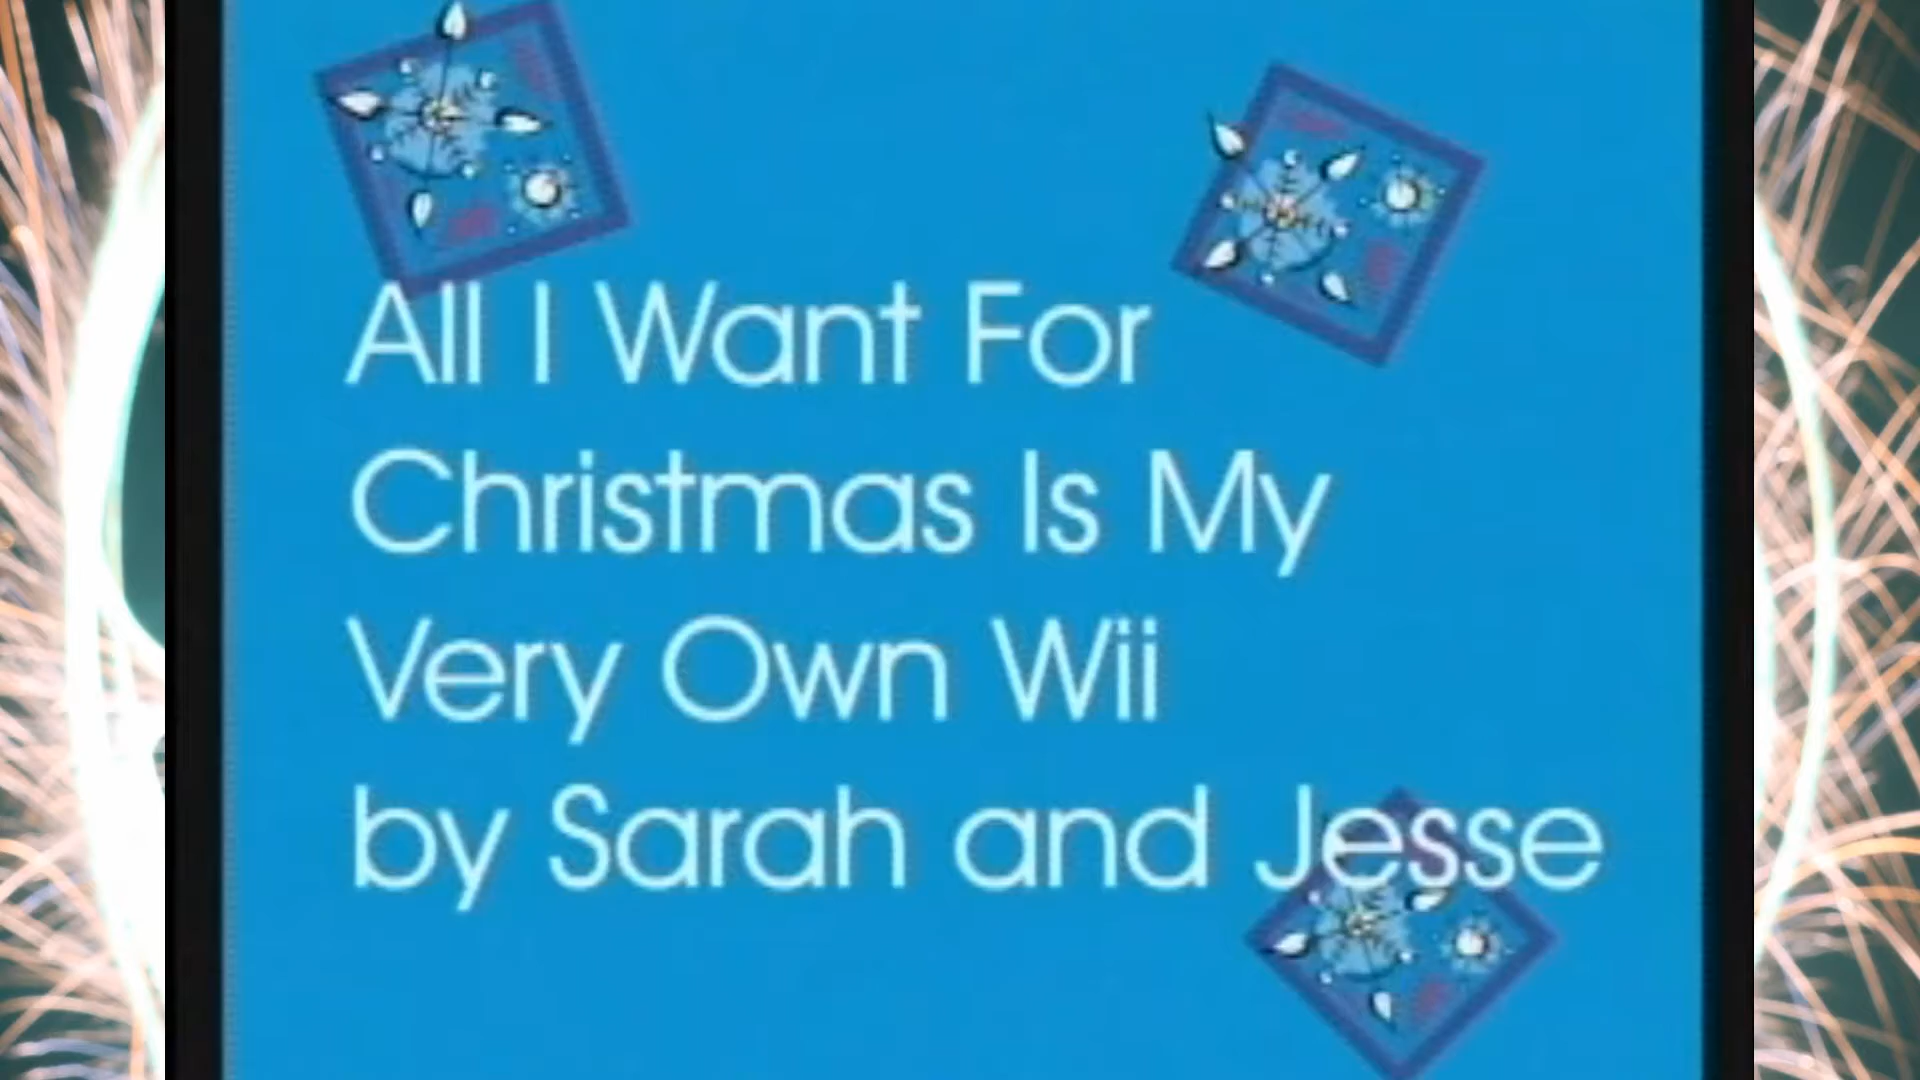 All I Want For
Christmas Is My
Very Own Wii
by Sarah and Jesse